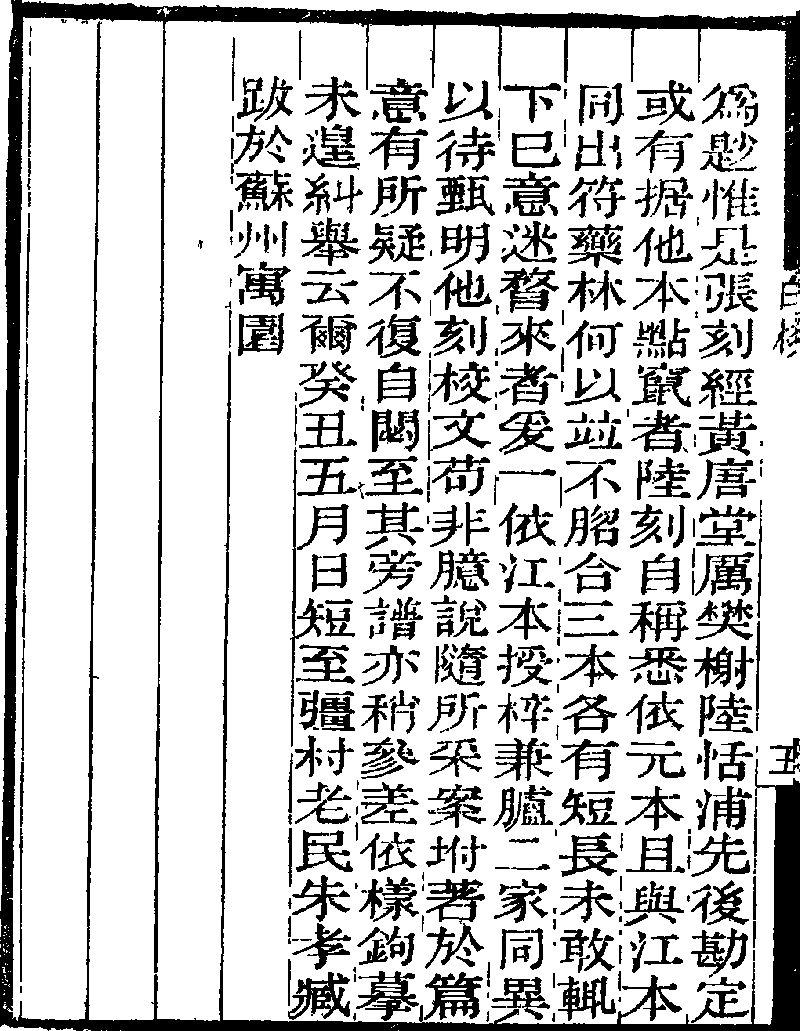 為尟惟是張刻經黃唐堂厲樊榭陸恬浦先後勘定
或有据他本點竄者陸刻自稱悉依元本且與江本
同出符藥林何以竝不𦚾合三本各有短長未敢輒
下已意迷瞀來者爰一依江本授梓兼臚二家同異
以待甄明他刻校文苟非臆說隨所采案坿著於篇
意有所疑不復自閟至其旁譜亦稍參差依樣鉤摹
未遑糾舉云爾癸丑五月日短至彊村老民朱孝臧
跋於蘇州寓園